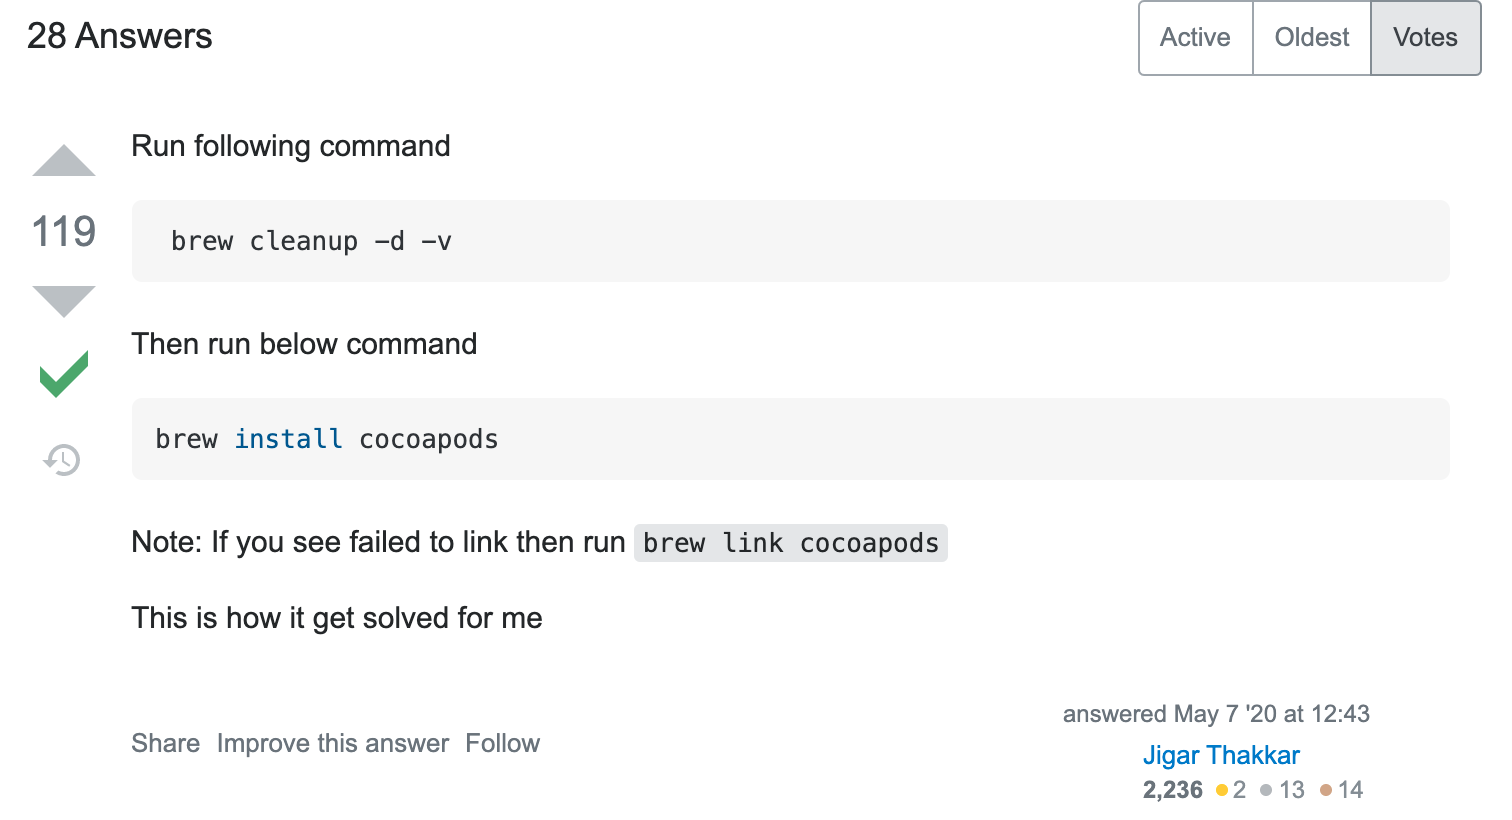 28 Answers
Active Oldest Votes
Run following command
119
brew cleanup -d -v
Then run below command
brew install cocoapods
Note: If you see failed to link then run brew link cocoapods
This is how it get solved for me
Share Improve this answer Follow
answered May 7 '20 at 12:43
Jigar Thakkar
2,236 2 13 14